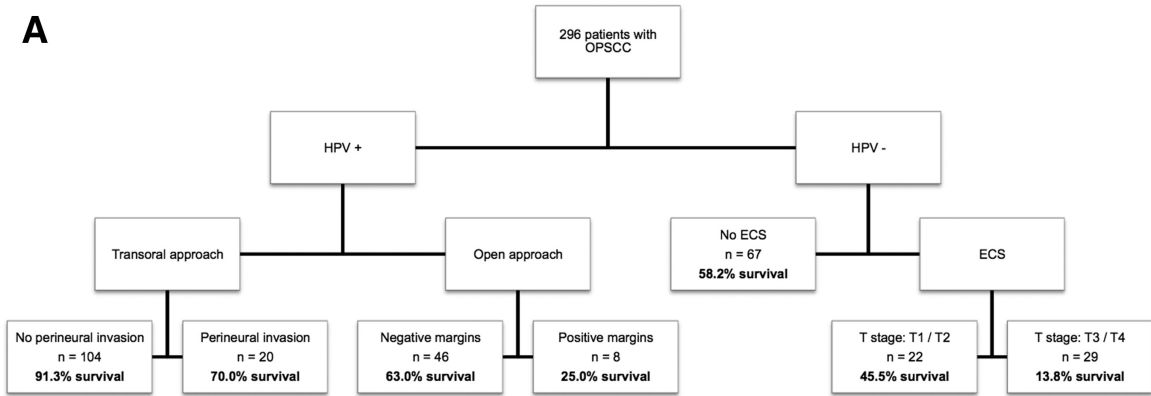 A
296 patients with
OPSCC
HPV +
HPV -
Transoral approach
Open approach
No ECS
n = 67
58.2% survival
ECS
No perineural invasion
n = 104
91.3% survival
Perineural invasion
n = 20
70.0% survival
Negative margins
n = 46
63.0% survival
Positive margins
n = 8
25.0% survival
T stage: T1 / T2
n = 22
45.5% survival
T stage: T3 / T4
n = 29
13.8% survival